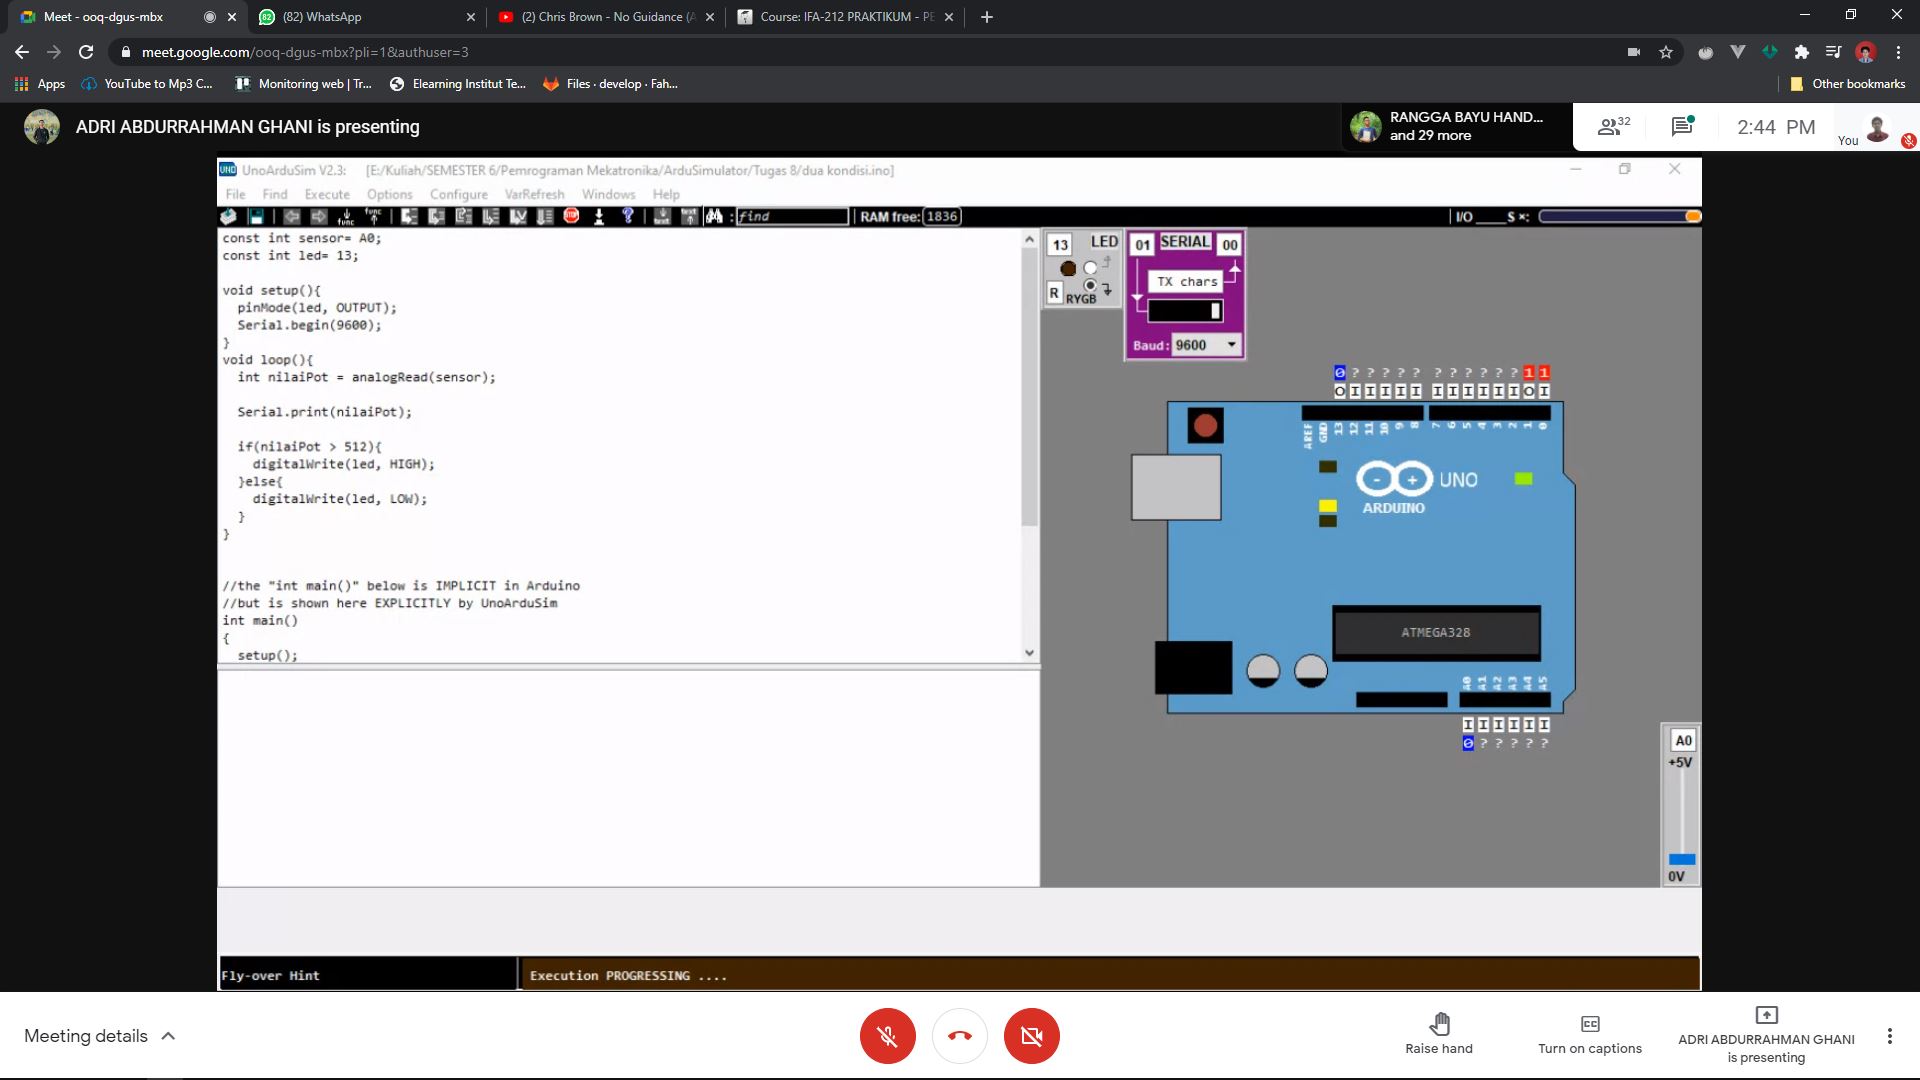 Meet - ooq-dgus-mbx
(82) WhatsApp
(2) Chris Brown - No Guidance (A
Course: IFA-212 PRAKTIKUM - PE
meet.google.com/ooq-dgus-mbx?pli=1&authuser=3
Apps
YouTube to Mp3 C...
Monitoring web | Tr...
Elearning Institut Te...
Files · develop · Fah...
Other bookmarks
ADRI ABDURRAHMAN GHANI is presenting
RANGGA BAYU HAND...
and 29 more
32
2:44 PM
You
UNO UnoArduSim V2.3: [E:/Kuliah/SEMESTER 6/Pemrograman Mekatronika/ArduSimulator/Tugas 8/dua kondisi.ino]
File Find Execute Options Configure VarRefresh Windows Help
func func STOP ? text text : find RAM free: 1836 I/O ____S ×:
const int sensor= A0;
const int led= 13;
void setup(){
pinMode(led, OUTPUT);
Serial.begin(9600);
}
void loop(){
int nilaiPot = analogRead(sensor);
Serial.print(nilaiPot);
if(nilaiPot > 512){
digitalWrite(led, HIGH);
}else{
digitalWrite(led, LOW);
}
}
//the "int main()" below is IMPLICIT in Arduino
//but is shown here EXPLICITLY by UnoArduSim
int main()
{
setup();
13 LED
R RYGB
01 SERIAL 00
TX chars
Baud: 9600
0 ? ? ? ? ? ? ? ? ? ? ? 1 1
O I I I I I I I I I I I O I
AREF GND 13 12 11 10 9 8 7 6 5 4 3 2 1 0
- + UNO
ARDUINO
ATMEGA328
A0 A1 A2 A3 A4 A5
I I I I I I
0 ? ? ? ? ?
A0
+5V
0V
Fly-over Hint
Execution PROGRESSING ....
Meeting details
Raise hand
CC
Turn on captions
ADRI ABDURRAHMAN GHANI
is presenting